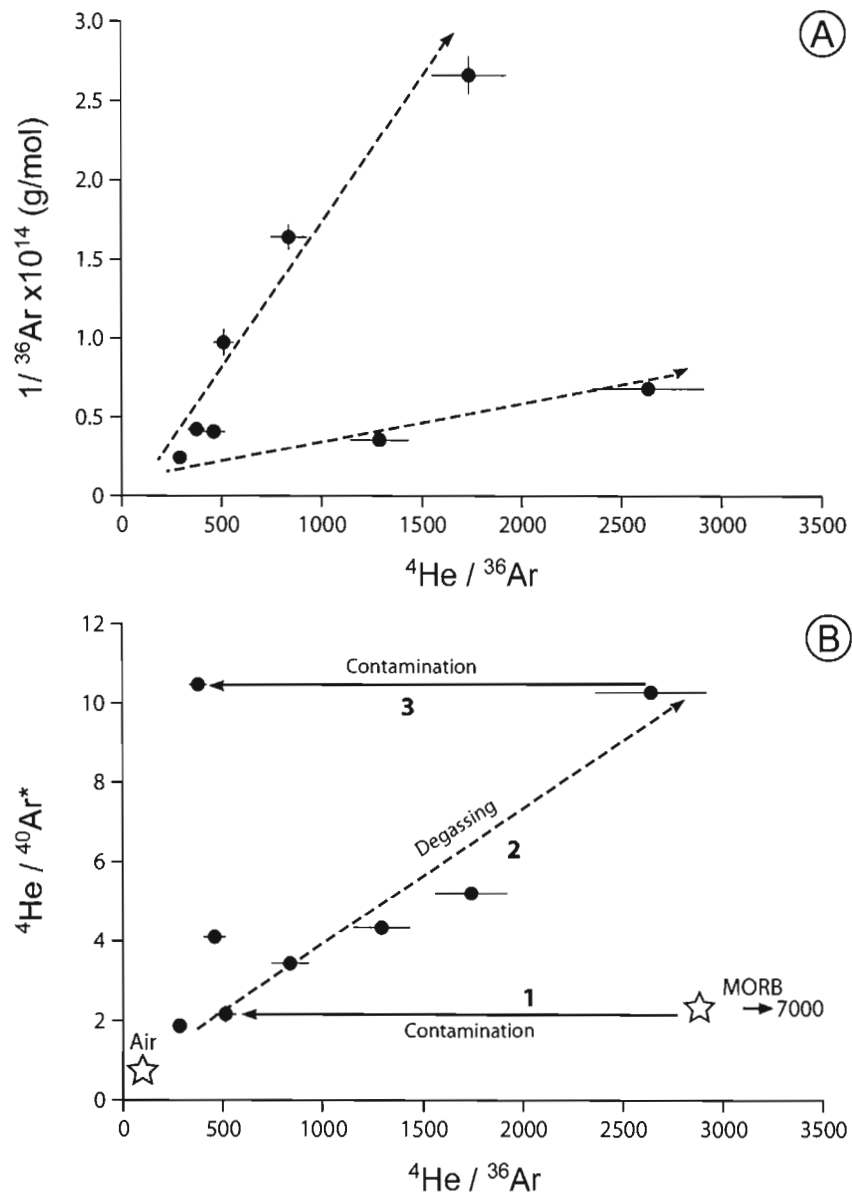 A
3.0
2.5
2.0
1.5
1.0
0.5
0
1/ ³⁶Ar x10¹⁴ (g/mol)
0 500 1000 1500 2000 2500 3000 3500
⁴He / ³⁶Ar
B
12
10
8
6
4
2
0
⁴He / ⁴⁰Ar*
Contamination
3
Degassing
2
MORB
1
7000
Contamination
Air
0 500 1000 1500 2000 2500 3000 3500
⁴He / ³⁶Ar